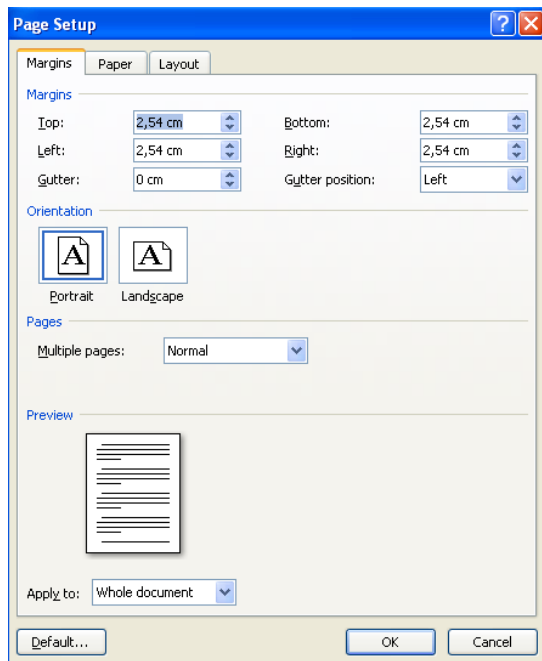 Page Setup
Margins Paper Layout
Margins
Top: 2,54 cm Bottom: 2,54 cm
Left: 2,54 cm Right: 2,54 cm
Gutter: 0 cm Gutter position: Left
Orientation
A A
Portrait Landscape
Pages
Multiple pages: Normal
Preview
Apply to: Whole document
Default... OK Cancel